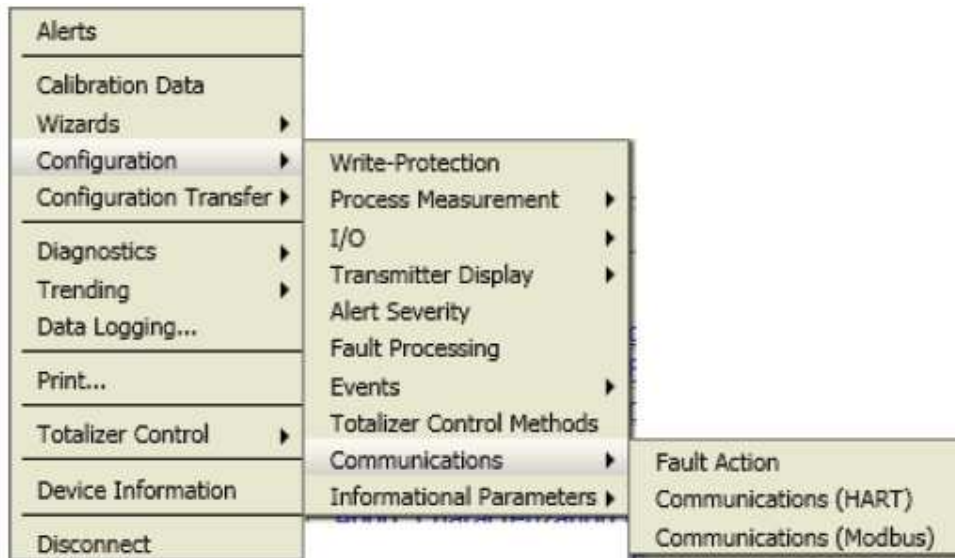 Alerts
Calibration Data
Wizards
Configuration
Configuration Transfer
Diagnostics
Trending
Data Logging...
Print...
Totalizer Control
Device Information
Disconnect
Write-Protection
Process Measurement
I/O
Transmitter Display
Alert Severity
Fault Processing
Events
Totalizer Control Methods
Communications
Informational Parameters
Fault Action
Communications (HART)
Communications (Modbus)